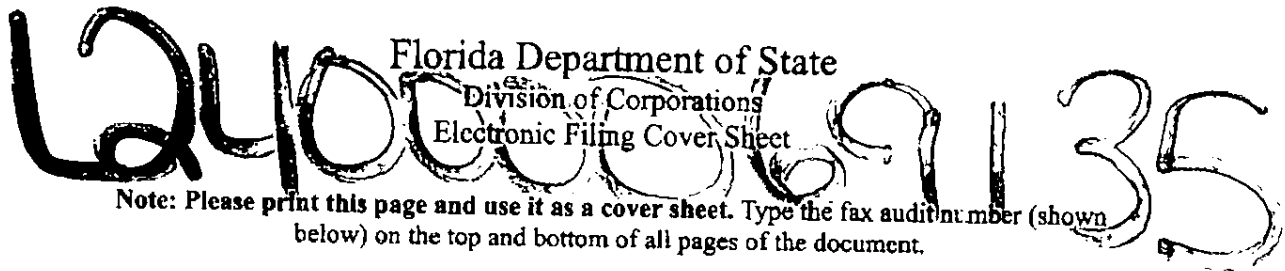 L24000069135
Florida Department of State
Division of Corporations
Electronic Filing Cover Sheet
Note: Please print this page and use it as a cover sheet. Type the fax audit number (shown
below) on the top and bottom of all pages of the document.